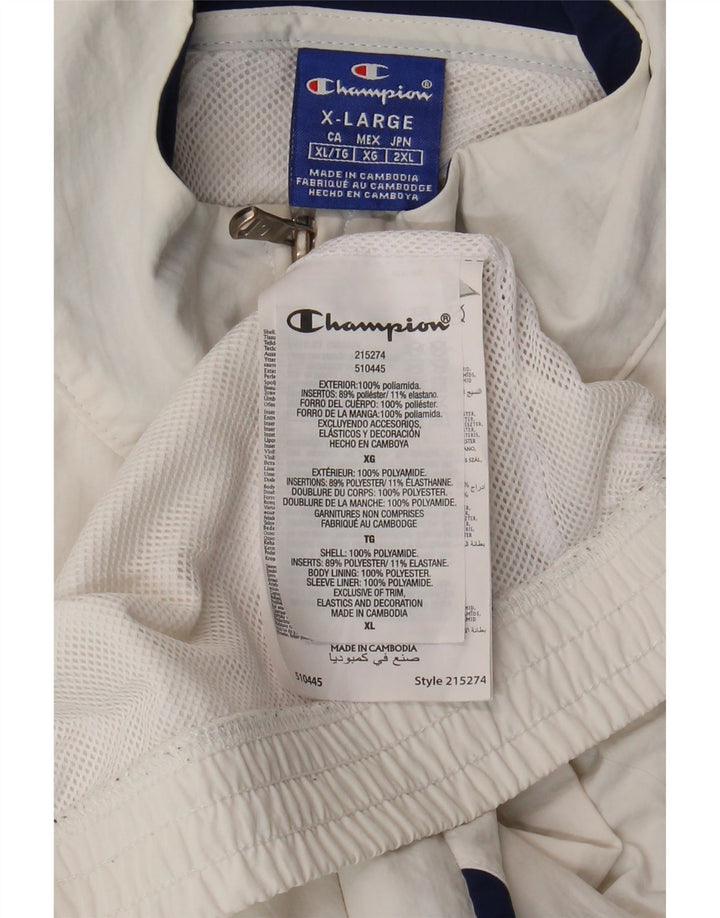 Champion®
X-LARGE
CA MEX JPN
XL/TG XG 2XL
MADE IN CAMBODIA
FABRIQUÉ AU CAMBODGE
HECHO EN CAMBOYA
Champion®
215274
510445
EXTERIOR:100% poliamida.
INSERTOS: 89% poliéster/ 11% elastano.
FORRO DEL CUERPO: 100% poliéster.
FORRO DE LA MANGA:100% poliamida.
EXCLUYENDO ACCESORIOS,
ELÁSTICOS Y DECORACIÓN
HECHO EN CAMBOYA
XG
EXTÉRIEUR: 100% POLYAMIDE.
INSERTIONS: 89% POLYESTER/ 11% ÉLASTHANNE.
DOUBLURE DU CORPS: 100% POLYESTER.
DOUBLURE DE LA MANCHE: 100% POLYAMIDE.
GARNITURES NON COMPRISES
FABRIQUÉ AU CAMBODGE
TG
SHELL: 100% POLYAMIDE.
INSERTS: 89% POLYESTER/ 11% ELASTANE.
BODY LINING: 100% POLYESTER.
SLEEVE LINER: 100% POLYAMIDE.
EXCLUSIVE OF TRIM,
ELASTICS AND DECORATION
MADE IN CAMBODIA
XL
MADE IN CAMBODIA
صنع في كمبوديا
510445 Style 215274